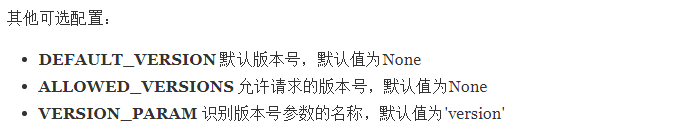 其他可选配置：
• DEFAULT_VERSION 默认版本号，默认值为None
• ALLOWED_VERSIONS 允许请求的版本号，默认值为None
• VERSION_PARAM 识别版本号参数的名称，默认值为'version'